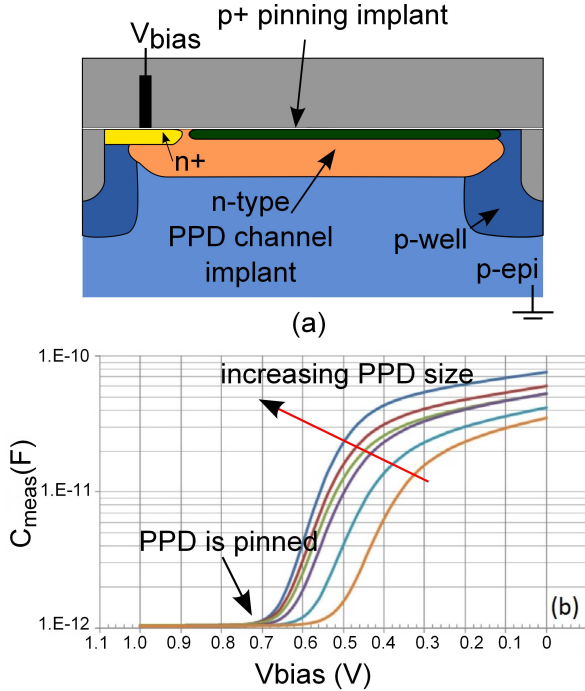 p+ pinning implant
Vbias
n+
n-type
PPD channel
implant
p-well
p-epi
(a)
1.E-10
increasing PPD size
1.E-11
PPD is pinned
1.E-12
Cmeas(F)
(b)
1.1 1.0 0.9 0.8 0.7 0.6 0.5 0.4 0.3 0.2 0.1 0
Vbias (V)